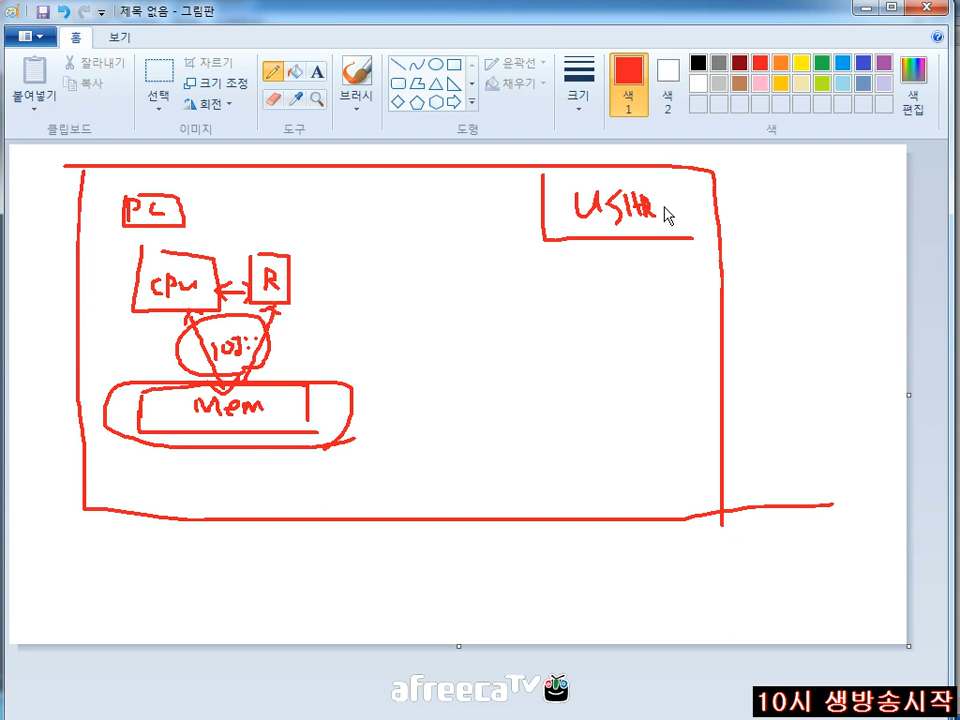 제목 없음 - 그림판
홈 보기
붙여넣기
잘라내기
복사
클립보드
선택
자르기
크기 조정
회전
이미지
A
도구
브러시
윤곽선
채우기
도형
크기
색 1
색 2
색 편집
색
PC
CPU
R
Mem
afreecaTV
10시 생방송시작